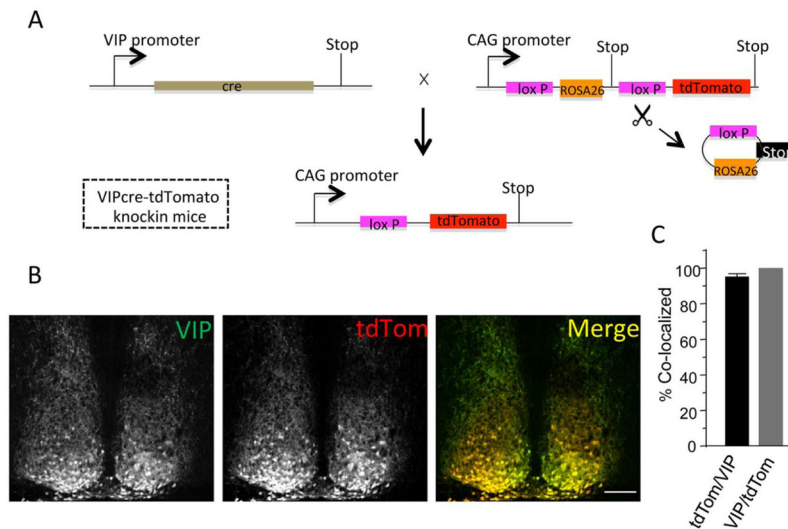 A
VIP promoter
Stop
cre
X
CAG promoter
Stop
Stop
lox P
ROSA26
lox P
tdTomato
lox P
Stop
ROSA26
VIPcre-tdTomato
knockin mice
CAG promoter
Stop
lox P
tdTomato
B
VIP
tdTom
Merge
C
% Co-localized
100
80
60
40
20
0
tdTom/VIP
VIP/tdTom